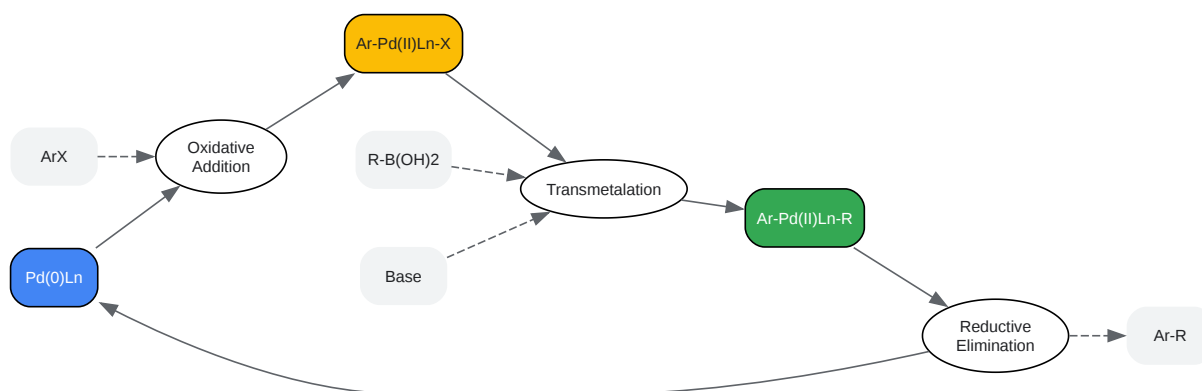 Ar-Pd(II)Ln-X
ArX
Oxidative
Addition
R-B(OH)2
Transmetalation
Ar-Pd(II)Ln-R
Pd(0)Ln
Base
Reductive
Elimination
Ar-R